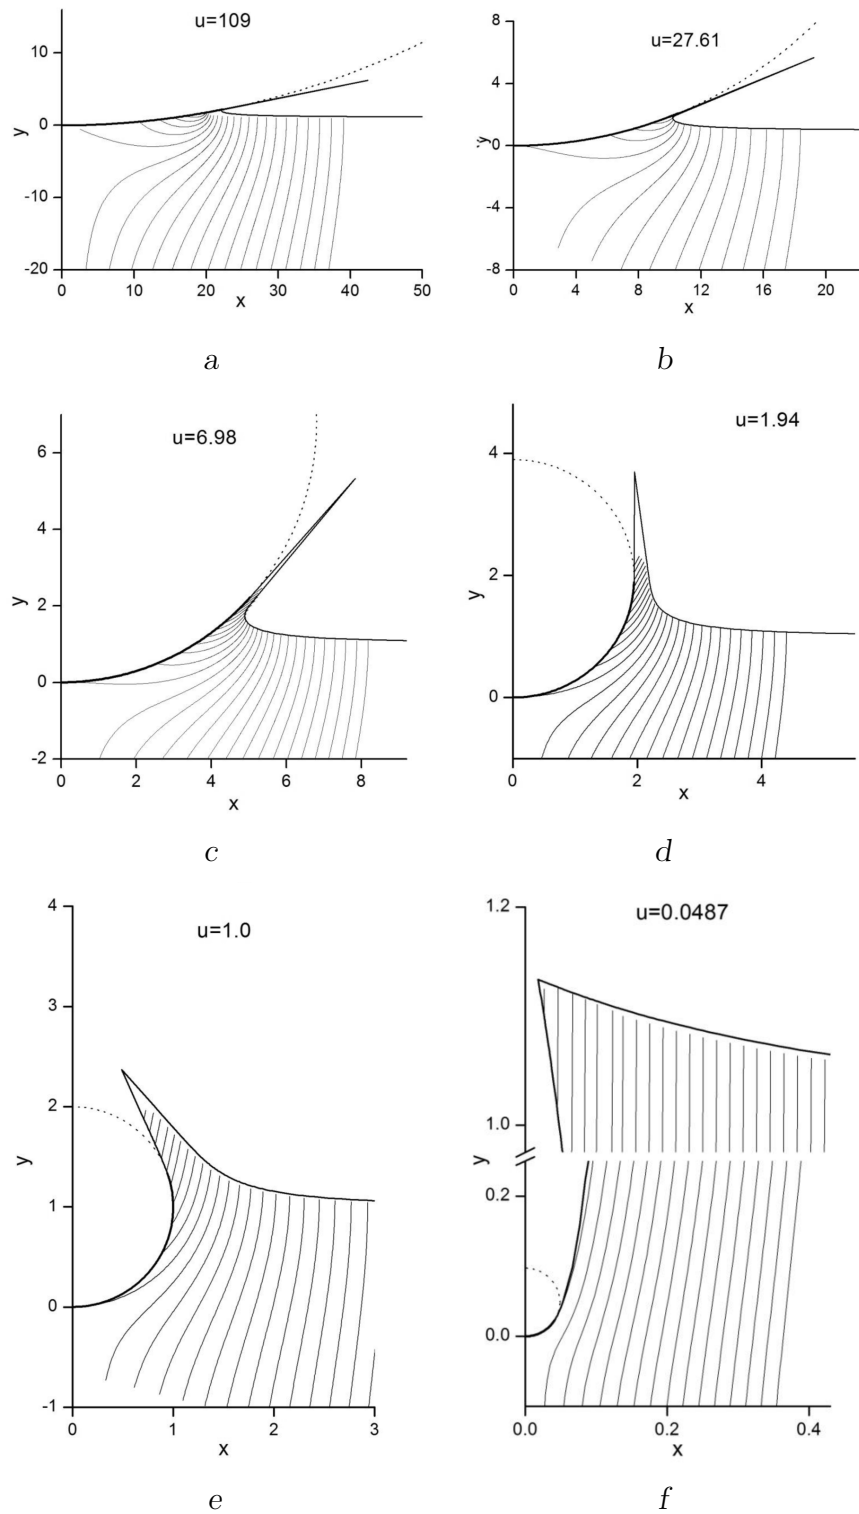 u=109
10
0
-10
-20
y
0 10 20 30 40 50
x
a
u=27.61
8
4
0
-4
-8
y
0 4 8 12 16 20
x
b
u=6.98
6
4
2
0
-2
y
0 2 4 6 8
x
c
u=1.94
4
2
0
y
0 2 4
x
d
u=1.0
4
3
2
1
0
-1
y
0 1 2 3
x
e
u=0.0487
1.2
1.0
0.2
0.0
y
0.0 0.2 0.4
x
f